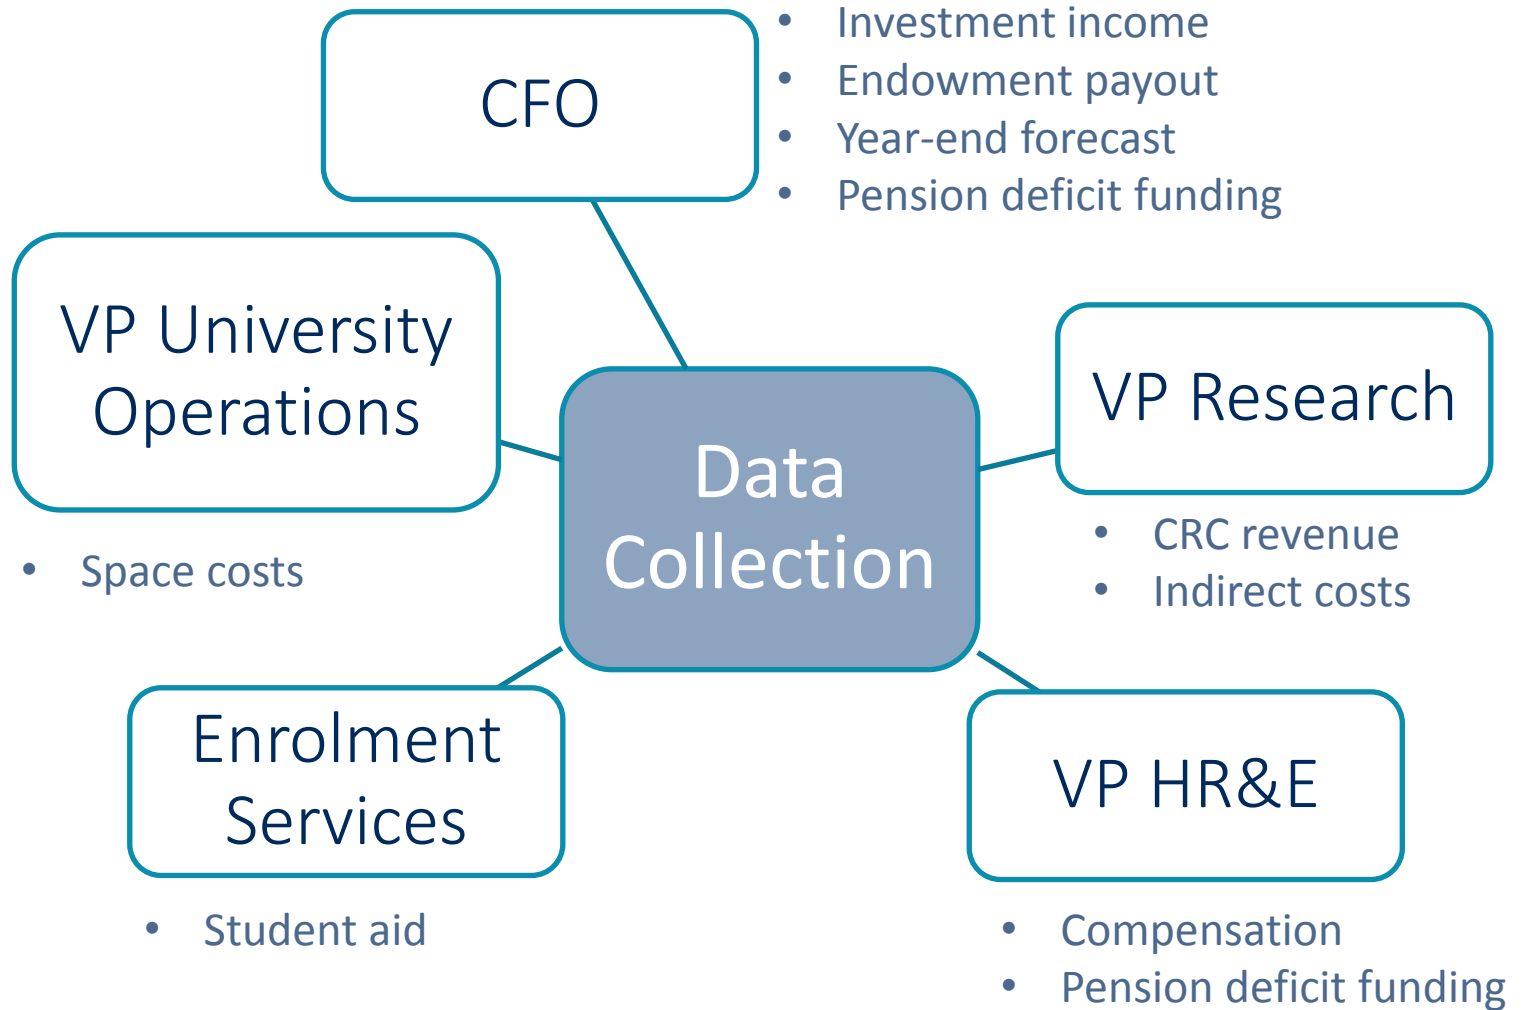 CFO
• Investment income
• Endowment payout
• Year-end forecast
• Pension deficit funding
VP University
Operations
• Space costs
Data
Collection
VP Research
• CRC revenue
• Indirect costs
Enrolment
Services
• Student aid
VP HR&E
• Compensation
• Pension deficit funding